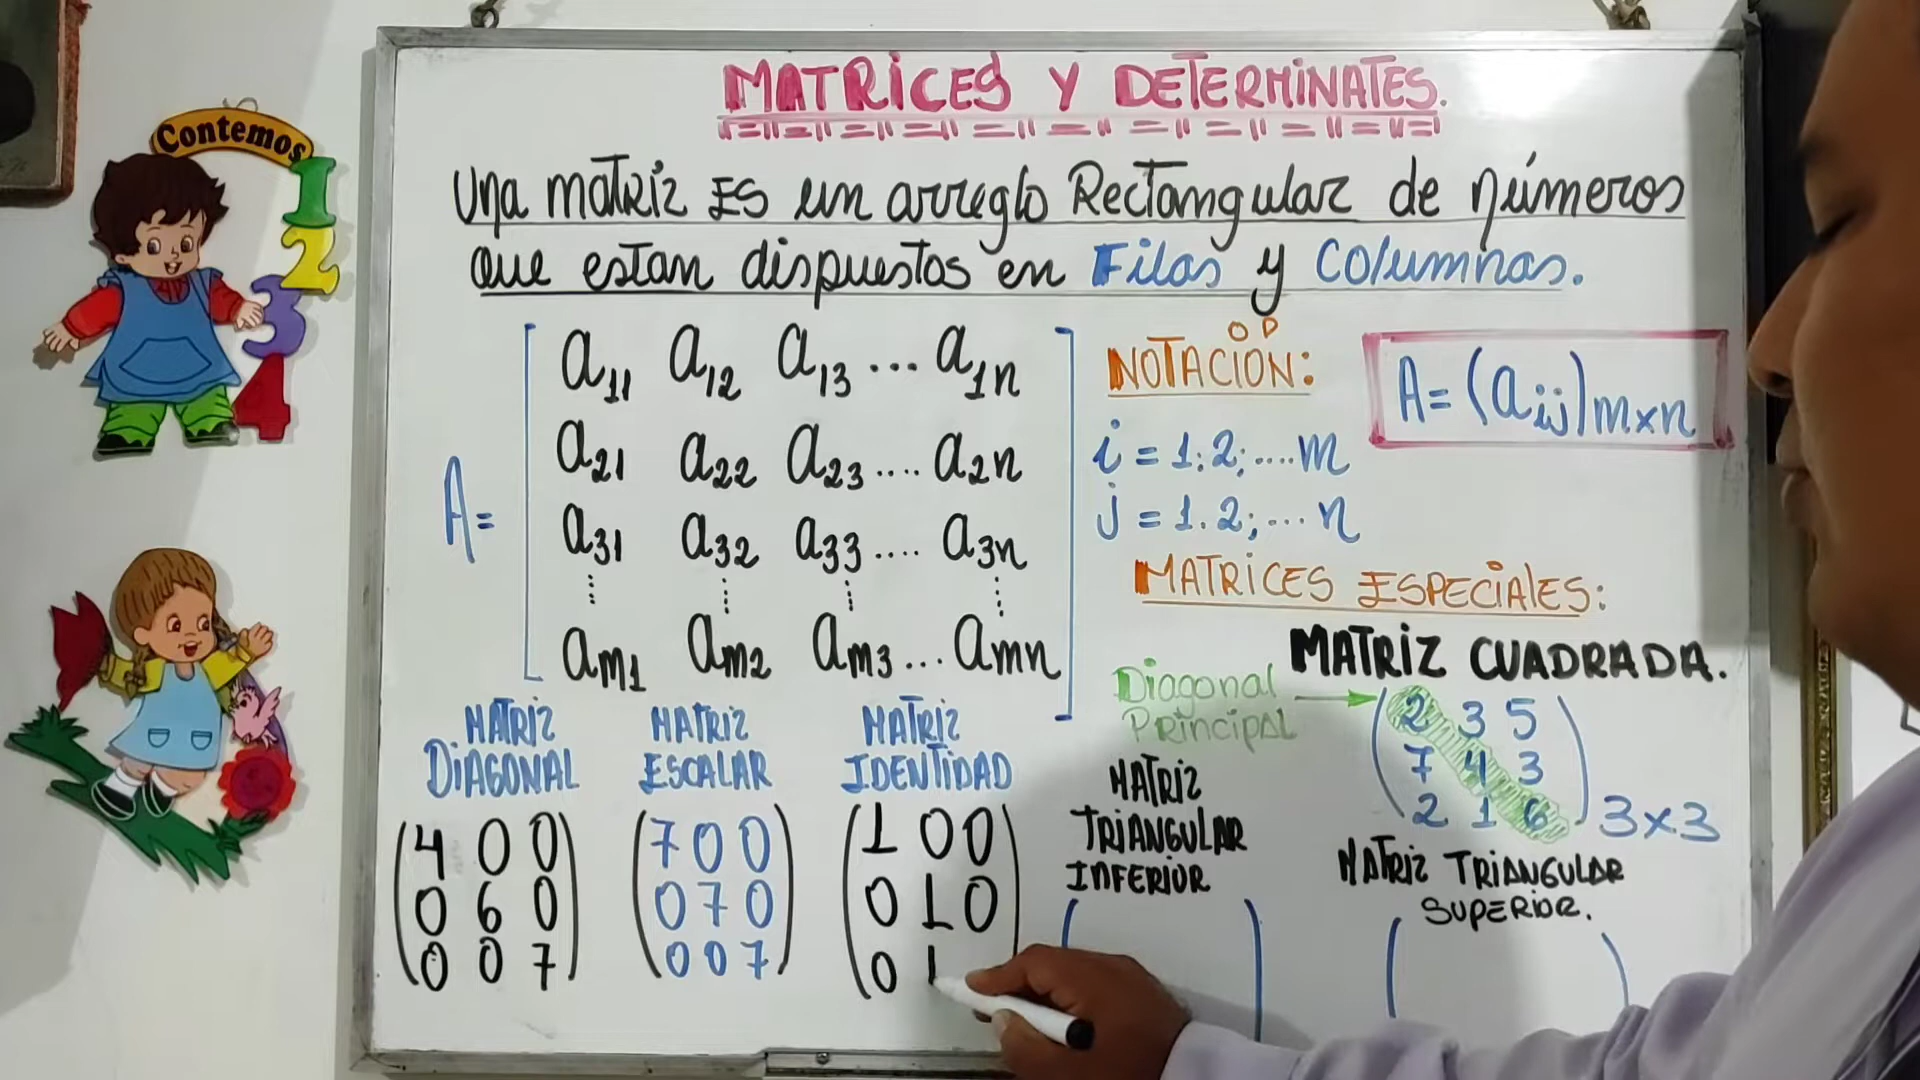 Contemos
1
2
3
4
MATRICES Y DETERMINATES.
Una matriz ES un arreglo Rectangular de números
que estan dispuestos en Filas y Columnas.
A =
a11 a12 a13 ... a1n
a21 a22 a23 .... a2n
a31 a32 a33 .... a3n
am1 am2 am3 ... amn
O D
NOTACIÓN:
A = (aij)m×n
i = 1; 2; .... m
j = 1. 2; ... n
MATRICES ESPECIALES:
MATRIZ CUADRADA.
Diagonal
Principal
2 3 5
7 4 3
2 1 6
3×3
MATRIZ
DIAGONAL
4 0 0
0 6 0
0 0 7
MATRIZ
ESCALAR
7 0 0
0 7 0
0 0 7
MATRIZ
IDENTIDAD
1 0 0
0 1 0
0
MATRIZ
TRIANGULAR
INFERIOR
MATRIZ TRIANGULAR
SUPERIOR.